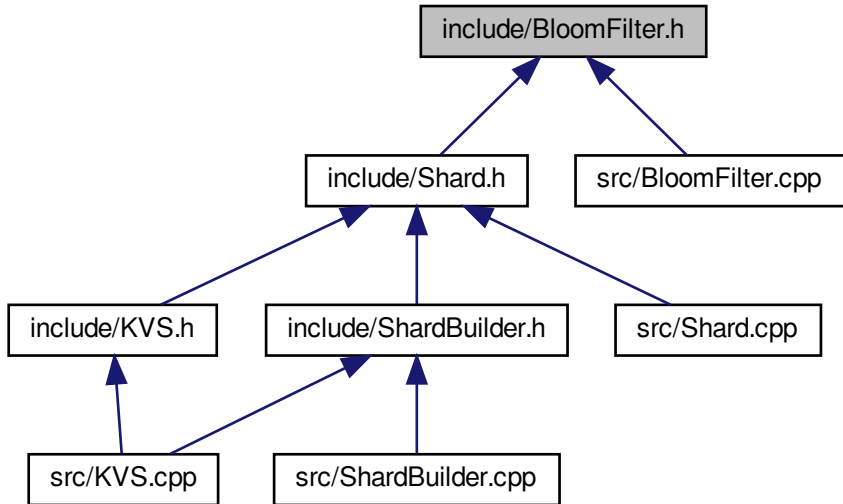 include/BloomFilter.h
include/Shard.h
src/BloomFilter.cpp
include/KVS.h
include/ShardBuilder.h
src/Shard.cpp
src/KVS.cpp
src/ShardBuilder.cpp